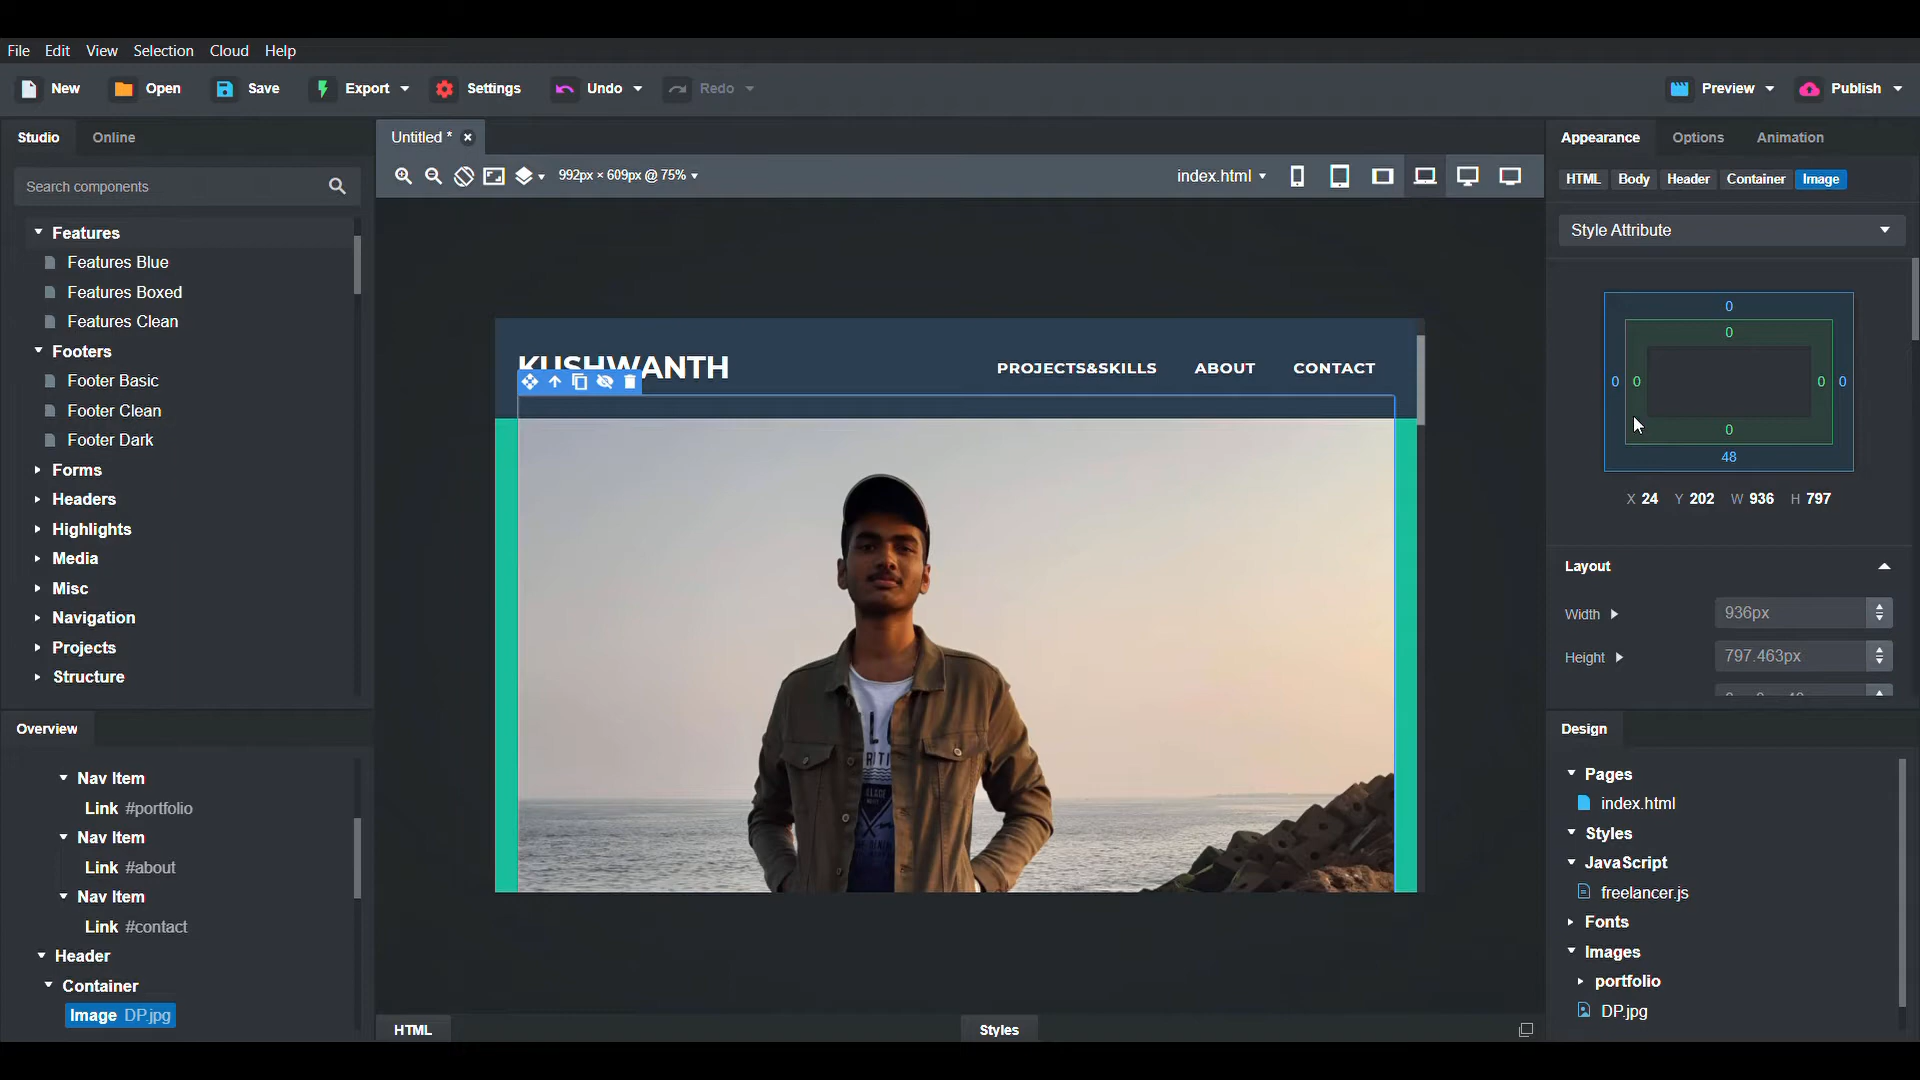 File Edit View Selection Cloud Help
New Open Save Export Settings Undo Redo Preview Publish
Studio Online
Untitled *
Appearance Options Animation
Search components
992px × 609px @ 75%
index.html
HTML Body Header Container Image
Style Attribute
Features
Features Blue
Features Boxed
Features Clean
Footers
Footer Basic
Footer Clean
Footer Dark
Forms
Headers
Highlights
Media
Misc
Navigation
Projects
Structure
KUSHWANTH
PROJECTS&SKILLS ABOUT CONTACT
0
0
0 0 0 0
0
48
X 24 Y 202 W 936 H 797
Layout
Width 936px
Height 797.463px
Overview
Nav Item
Link #portfolio
Nav Item
Link #about
Nav Item
Link #contact
Header
Container
Image DP.jpg
Design
Pages
index.html
Styles
JavaScript
freelancer.js
Fonts
Images
portfolio
DP.jpg
HTML
Styles